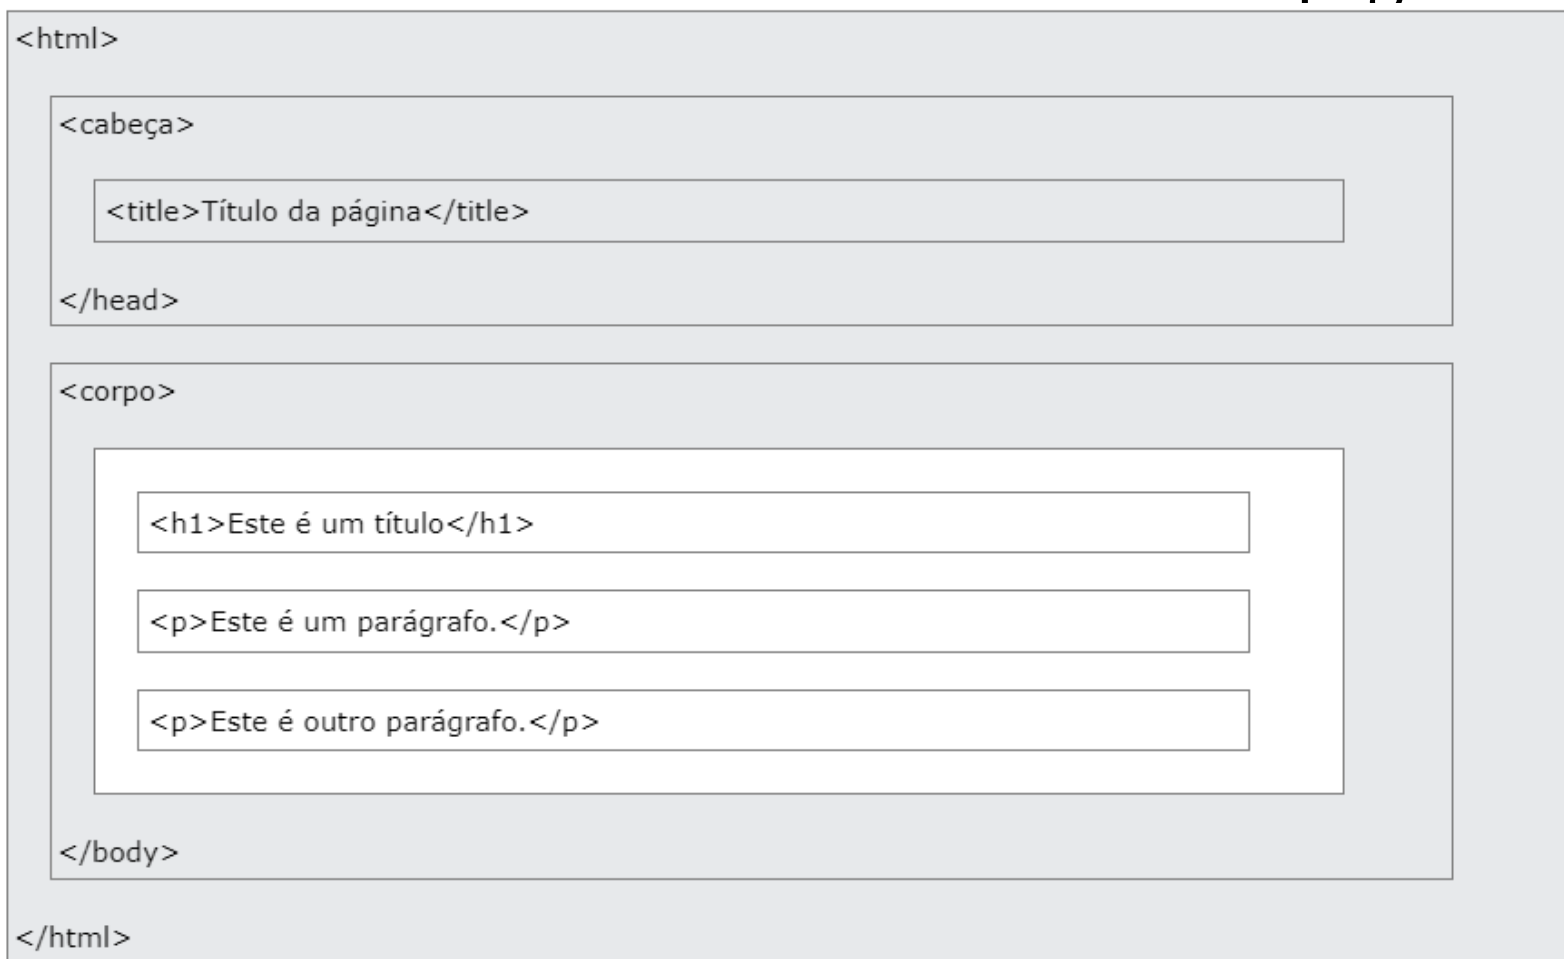 <html>
<cabeça>
<title>Título da página</title>
</head>
<corpo>
<h1>Este é um título</h1>
<p>Este é um parágrafo.</p>
<p>Este é outro parágrafo.</p>
</body>
</html>